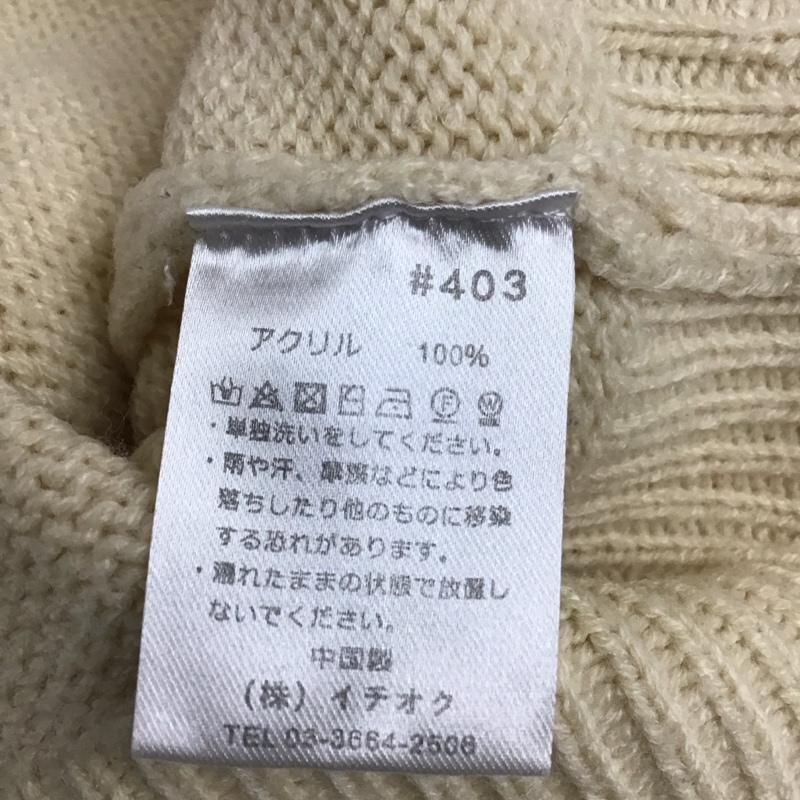 #403
アクリル 100%
・単独洗いをしてください。
・雨や汗、摩擦などにより色
落ちしたり他のものに移染
する恐れがあります。
・濡れたままの状態で放置し
ないでください。
中国製
(株)イチオク
TEL 03-3664-2508